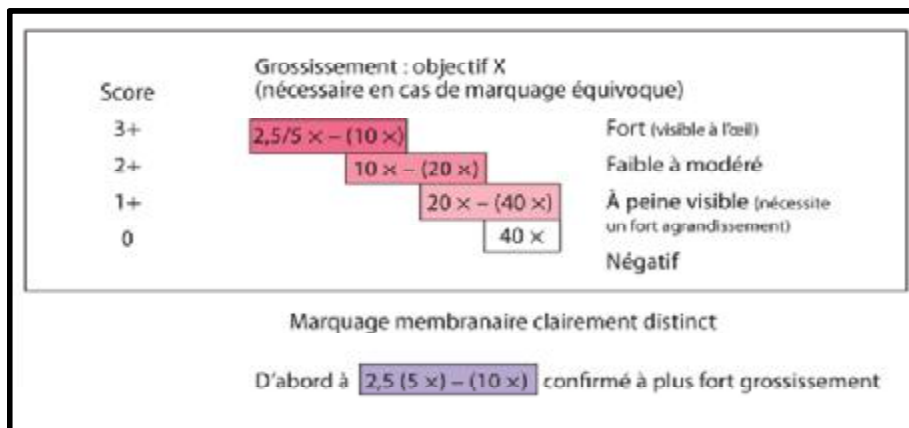 Grossissement : objectif X
Score (nécessaire en cas de marquage équivoque)
3+ 2,5/5 × – (10 ×) Fort (visible à l'œil)
2+ 10 × – (20 ×) Faible à modéré
1+ 20 × – (40 ×) À peine visible (nécessite
un fort agrandissement)
0 40 ×
Négatif
Marquage membranaire clairement distinct
D'abord à 2,5 (5 ×) – (10 ×) confirmé à plus fort grossissement